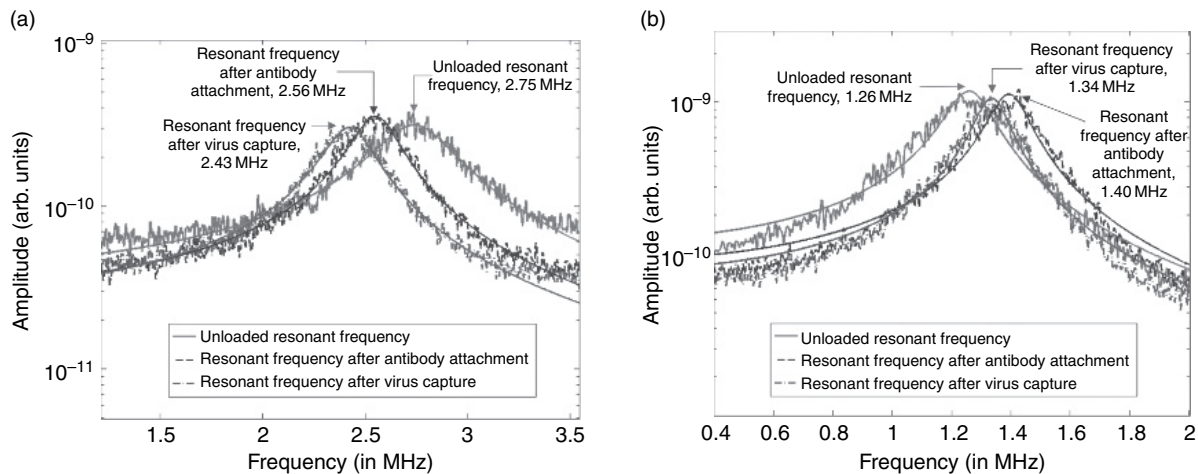 (a)
10⁻⁹
Resonant frequency
after antibody
attachment, 2.56 MHz
Unloaded resonant
frequency, 2.75 MHz
Resonant frequency
after virus capture,
2.43 MHz
10⁻¹⁰
10⁻¹¹
Amplitude (arb. units)
Unloaded resonant frequency
Resonant frequency after antibody attachment
Resonant frequency after virus capture
1.5 2 2.5 3 3.5
Frequency (in MHz)
(b)
Resonant frequency
after virus capture,
1.34 MHz
Unloaded resonant
frequency, 1.26 MHz
10⁻⁹
Resonant
frequency after
antibody
attachment,
1.40 MHz
10⁻¹⁰
Amplitude (arb. units)
Unloaded resonant frequency
Resonant frequency after antibody attachment
Resonant frequency after virus capture
0.4 0.6 0.8 1 1.2 1.4 1.6 1.8 2
Frequency (in MHz)